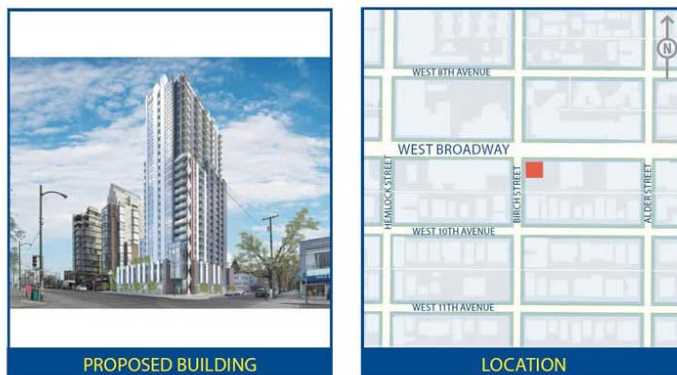 PROPOSED BUILDING
N
WEST 8TH AVENUE
WEST BROADWAY
HEMLOCK STREET
BIRCH STREET
ALDER STREET
WEST 10TH AVENUE
WEST 11TH AVENUE
LOCATION